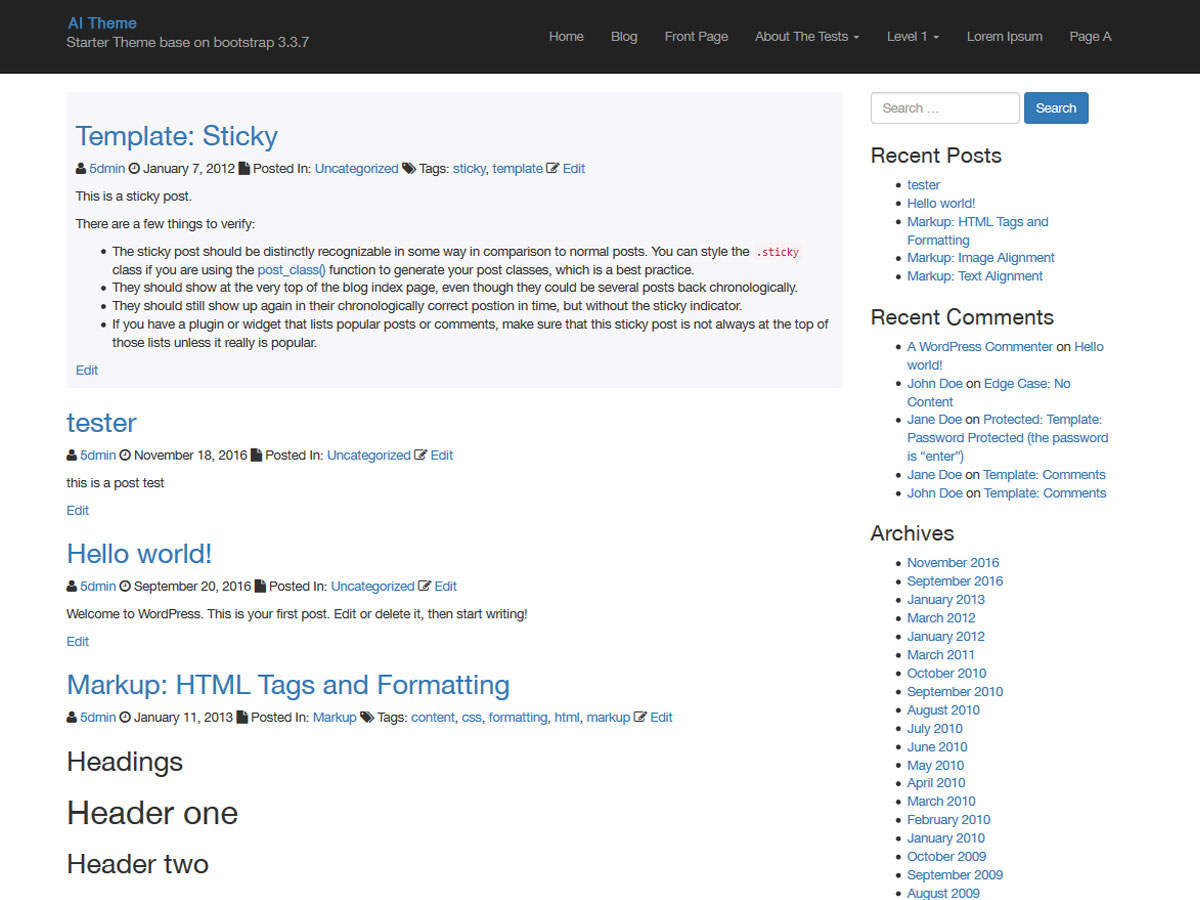 AI Theme
Starter Theme base on bootstrap 3.3.7
Home Blog Front Page About The Tests Level 1 Lorem Ipsum Page A
Template: Sticky
5dmin January 7, 2012 Posted In: Uncategorized Tags: sticky, template Edit
This is a sticky post.
There are a few things to verify:
The sticky post should be distinctly recognizable in some way in comparison to normal posts. You can style the .sticky
class if you are using the post_class() function to generate your post classes, which is a best practice.
They should show at the very top of the blog index page, even though they could be several posts back chronologically.
They should still show up again in their chronologically correct postion in time, but without the sticky indicator.
If you have a plugin or widget that lists popular posts or comments, make sure that this sticky post is not always at the top of
those lists unless it really is popular.
Edit
tester
5dmin November 18, 2016 Posted In: Uncategorized Edit
this is a post test
Edit
Hello world!
5dmin September 20, 2016 Posted In: Uncategorized Edit
Welcome to WordPress. This is your first post. Edit or delete it, then start writing!
Edit
Markup: HTML Tags and Formatting
5dmin January 11, 2013 Posted In: Markup Tags: content, css, formatting, html, markup Edit
Headings
Header one
Header two
Search … Search
Recent Posts
tester
Hello world!
Markup: HTML Tags and
Formatting
Markup: Image Alignment
Markup: Text Alignment
Recent Comments
A WordPress Commenter on Hello
world!
John Doe on Edge Case: No
Content
Jane Doe on Protected: Template:
Password Protected (the password
is “enter”)
Jane Doe on Template: Comments
John Doe on Template: Comments
Archives
November 2016
September 2016
January 2013
March 2012
January 2012
March 2011
October 2010
September 2010
August 2010
July 2010
June 2010
May 2010
April 2010
March 2010
February 2010
January 2010
October 2009
September 2009
August 2009